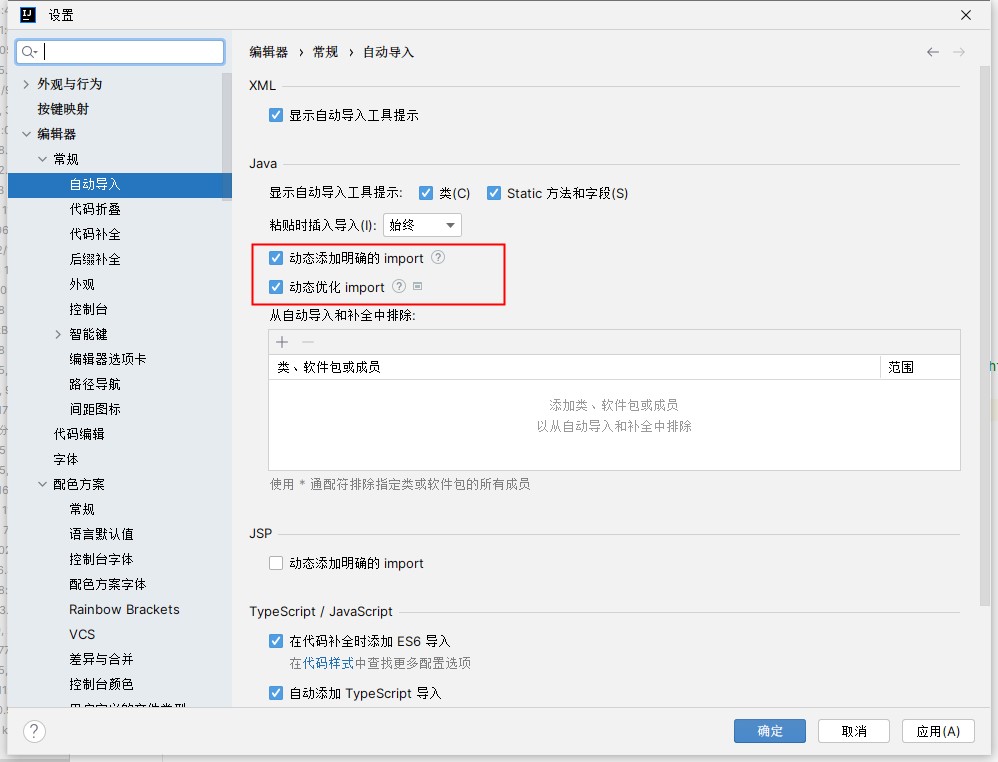 设置
外观与行为
按键映射
编辑器
常规
自动导入
代码折叠
代码补全
后缀补全
外观
控制台
智能键
编辑器选项卡
路径导航
间距图标
代码编辑
字体
配色方案
常规
语言默认值
控制台字体
配色方案字体
Rainbow Brackets
VCS
差异与合并
控制台颜色
编辑器 › 常规 › 自动导入
XML
显示自动导入工具提示
Java
显示自动导入工具提示: 类(C) Static 方法和字段(S)
粘贴时插入导入(I): 始终
动态添加明确的 import ?
动态优化 import ?
从自动导入和补全中排除:
类、软件包或成员 范围
添加类、软件包或成员
以从自动导入和补全中排除
使用 * 通配符排除指定类或软件包的所有成员
JSP
动态添加明确的 import
TypeScript / JavaScript
在代码补全时添加 ES6 导入
在代码样式中查找更多配置选项
自动添加 TypeScript 导入
? 确定 取消 应用(A)